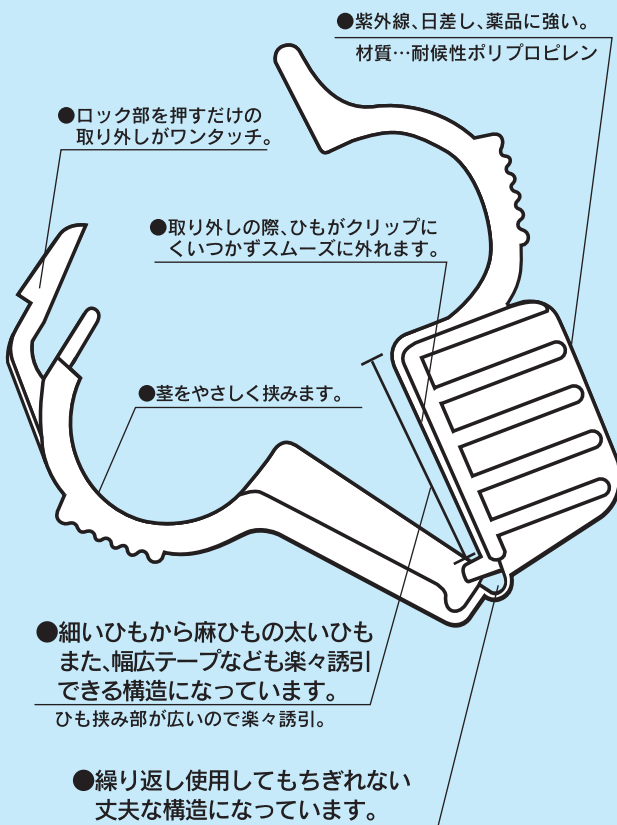 ●紫外線、日差し、薬品に強い。
材質…耐候性ポリプロピレン
●ロック部を押すだけの
取り外しがワンタッチ。
●取り外しの際、ひもがクリップに
くいつかずスムーズに外れます。
●茎をやさしく挟みます。
●細いひもから麻ひもの太いひも
また、幅広テープなども楽々誘引
できる構造になっています。
ひも挟み部が広いので楽々誘引。
●繰り返し使用してもちぎれない
丈夫な構造になっています。